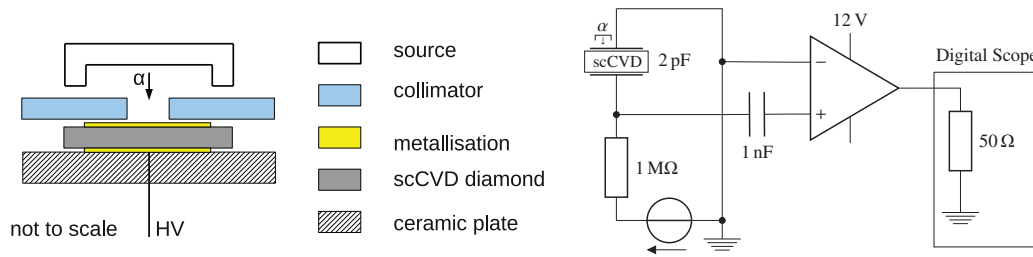 source
α
collimator
metallisation
scCVD diamond
ceramic plate
not to scale
HV
α
scCVD
2 pF
12 V
Digital Scope
−
+
1 nF
1 MΩ
50 Ω